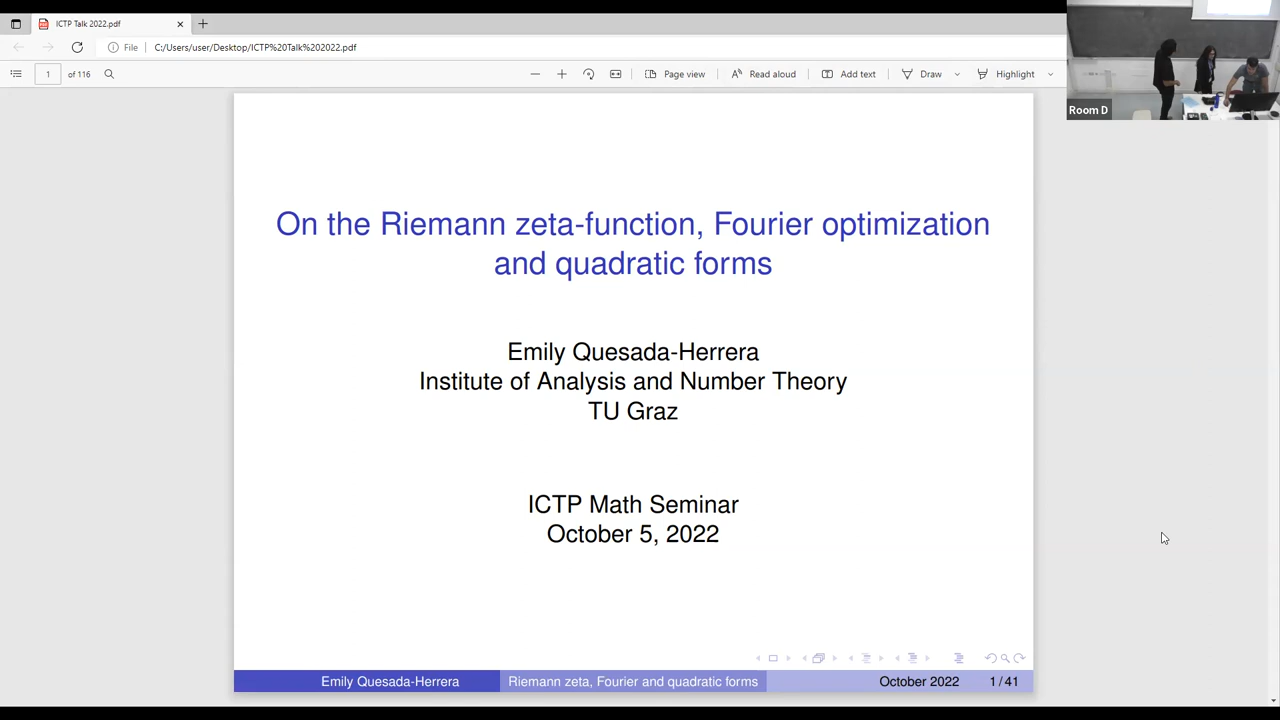 ICTP Talk 2022.pdf
File
C:/Users/user/Desktop/ICTP%20Talk%202022.pdf
1
of 116
Page view
Read aloud
Add text
Draw
Highlight
Room D
On the Riemann zeta-function, Fourier optimization
and quadratic forms
Emily Quesada-Herrera
Institute of Analysis and Number Theory
TU Graz
ICTP Math Seminar
October 5, 2022
Emily Quesada-Herrera
Riemann zeta, Fourier and quadratic forms
October 2022
1 / 41